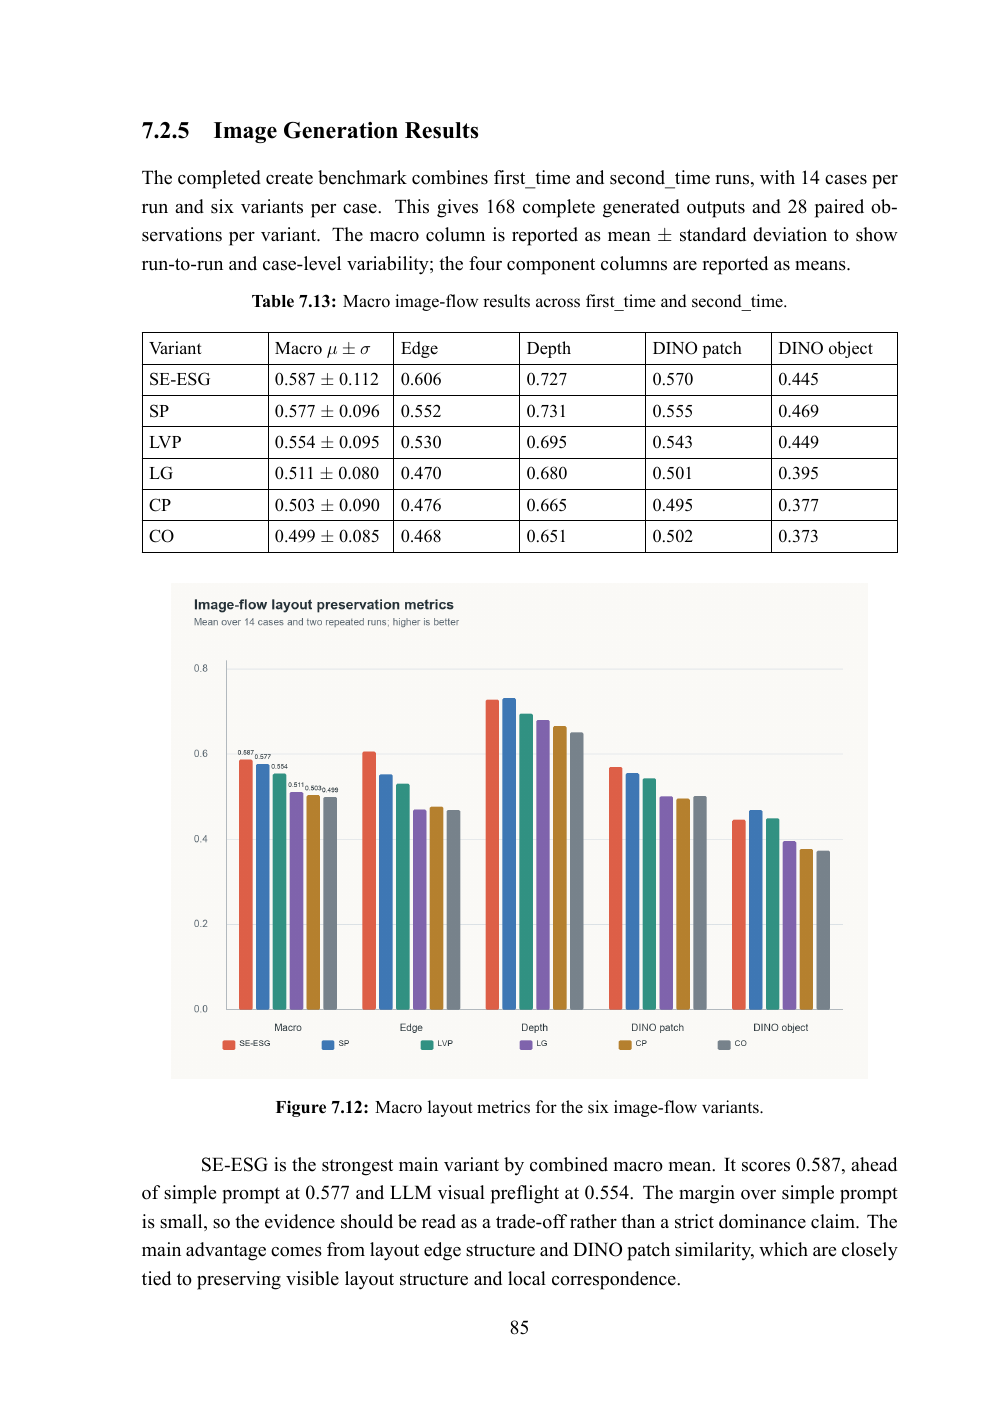 7.2.5 Image Generation Results
The completed create benchmark combines first_time and second_time runs, with 14 cases per
run and six variants per case. This gives 168 complete generated outputs and 28 paired ob-
servations per variant. The macro column is reported as mean ± standard deviation to show
run-to-run and case-level variability; the four component columns are reported as means.
Table 7.13: Macro image-flow results across first_time and second_time.
Variant Macro μ ± σ Edge Depth DINO patch DINO object
SE-ESG 0.587 ± 0.112 0.606 0.727 0.570 0.445
SP 0.577 ± 0.096 0.552 0.731 0.555 0.469
LVP 0.554 ± 0.095 0.530 0.695 0.543 0.449
LG 0.511 ± 0.080 0.470 0.680 0.501 0.395
CP 0.503 ± 0.090 0.476 0.665 0.495 0.377
CO 0.499 ± 0.085 0.468 0.651 0.502 0.373
Image-flow layout preservation metrics
Mean over 14 cases and two repeated runs; higher is better
0.8
0.6
0.4
0.2
0.0
0.587 0.577 0.554 0.511 0.503 0.499
Macro Edge Depth DINO patch DINO object
SE-ESG SP LVP LG CP CO
Figure 7.12: Macro layout metrics for the six image-flow variants.
SE-ESG is the strongest main variant by combined macro mean. It scores 0.587, ahead
of simple prompt at 0.577 and LLM visual preflight at 0.554. The margin over simple prompt
is small, so the evidence should be read as a trade-off rather than a strict dominance claim. The
main advantage comes from layout edge structure and DINO patch similarity, which are closely
tied to preserving visible layout structure and local correspondence.
85